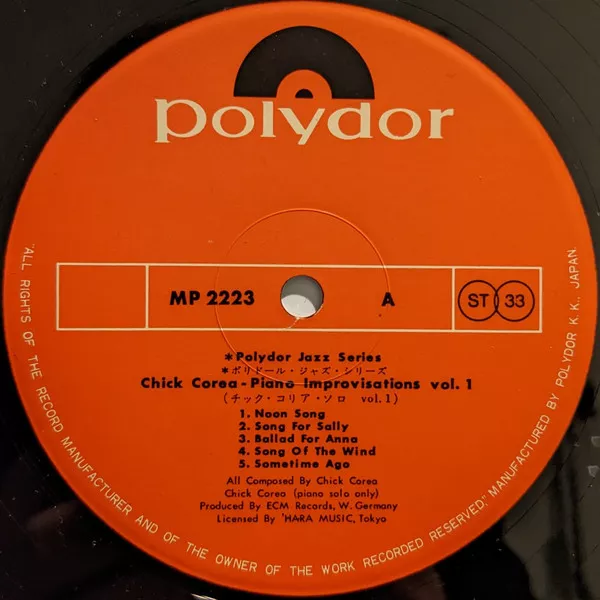 polydor
MP 2223 A ST 33
*Polydor Jazz Series
*ポリドール・ジャズ・シリーズ
Chick Corea-Piano Improvisations vol. 1
(チック・コリア・ソロ vol.1)
1. Noon Song
2. Song For Sally
3. Ballad For Anna
4. Song Of The Wind
5. Sometime Ago
All Composed By Chick Corea
Chick Corea (piano solo only)
Produced By ECM Records, W. Germany
Licensed By 'HARA MUSIC, Tokyo
"ALL RIGHTS OF THE RECORD MANUFACTURER AND OF THE OWNER OF THE WORK RECORDED RESERVED." MANUFACTURED BY POLYDOR K.K., JAPAN.